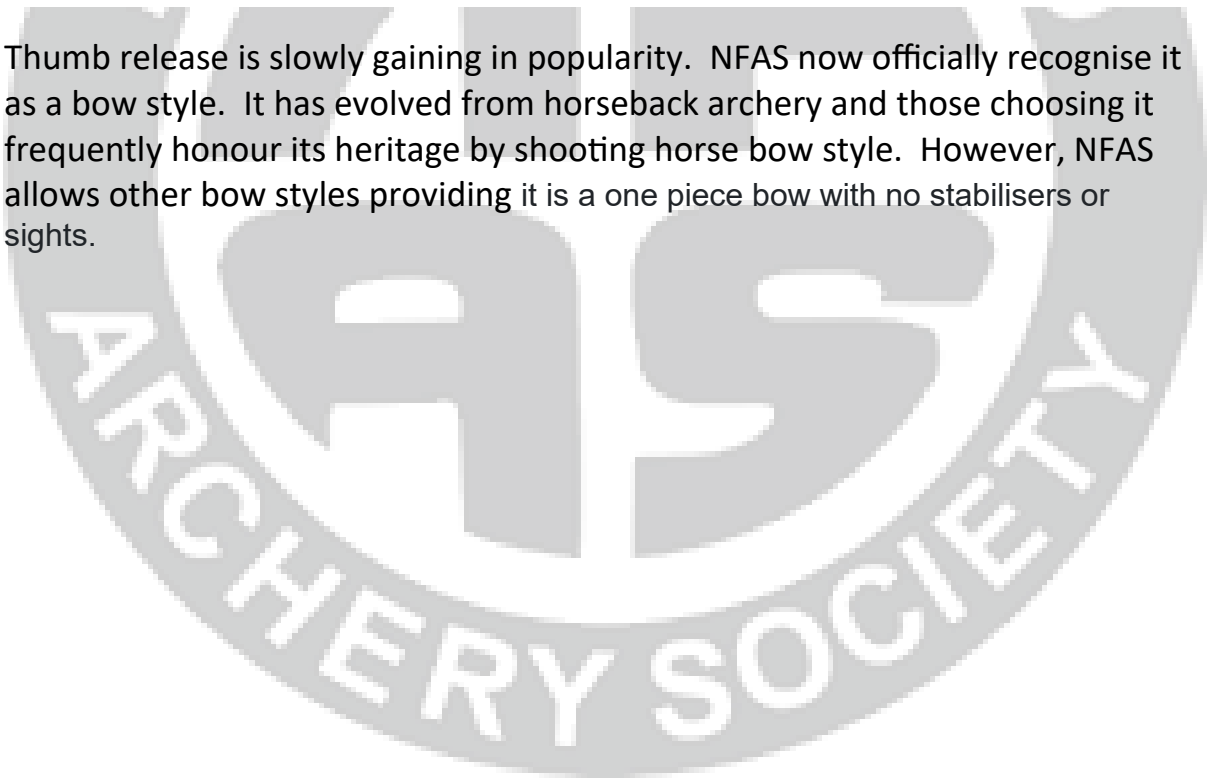 Thumb release is slowly gaining in popularity.  NFAS now officially recognise it
as a bow style.  It has evolved from horseback archery and those choosing it
frequently honour its heritage by shooting horse bow style.  However, NFAS
allows other bow styles providing it is a one piece bow with no stabilisers or
sights.
AS
ARCHERY SOCIETY